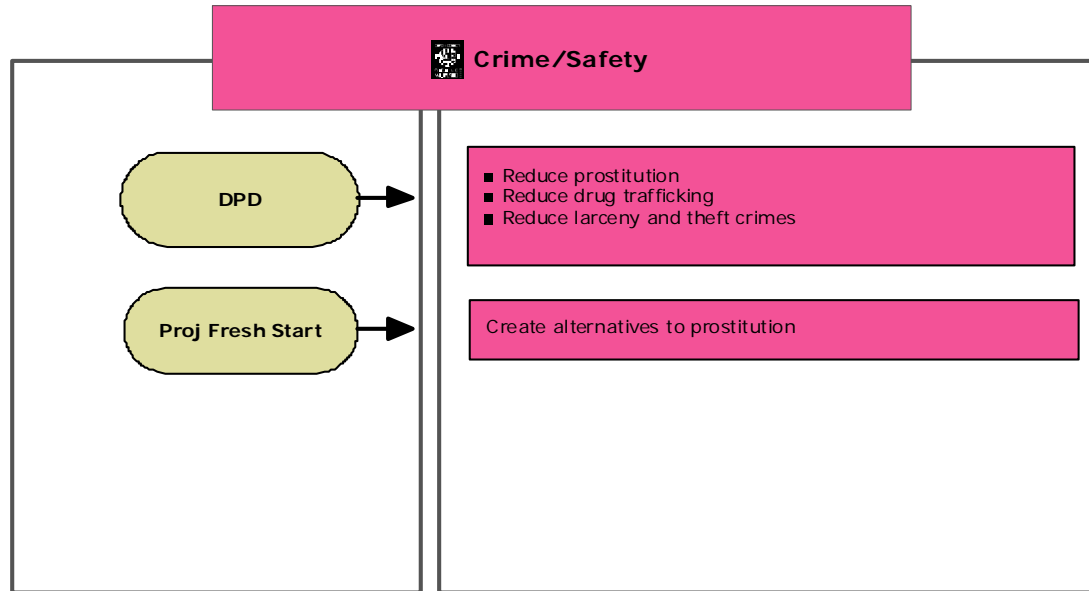 Crime/Safety
DPD
■ Reduce prostitution
■ Reduce drug trafficking
■ Reduce larceny and theft crimes
Proj Fresh Start
Create alternatives to prostitution